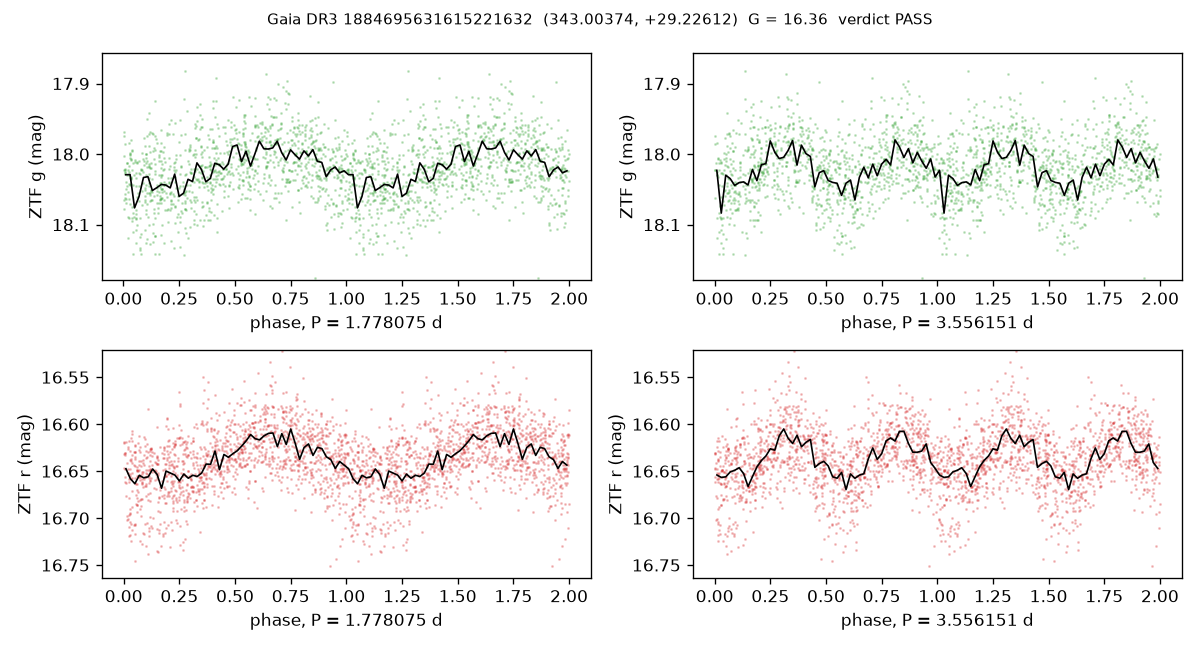 Gaia DR3 1884695631615221632 (343.00374, +29.22612) G = 16.36 verdict PASS
ZTF g (mag)
17.9
18.0
18.1
0.00 0.25 0.50 0.75 1.00 1.25 1.50 1.75 2.00
phase, P = 1.778075 d
ZTF g (mag)
17.9
18.0
18.1
0.00 0.25 0.50 0.75 1.00 1.25 1.50 1.75 2.00
phase, P = 3.556151 d
ZTF r (mag)
16.55
16.60
16.65
16.70
16.75
0.00 0.25 0.50 0.75 1.00 1.25 1.50 1.75 2.00
phase, P = 1.778075 d
ZTF r (mag)
16.55
16.60
16.65
16.70
16.75
0.00 0.25 0.50 0.75 1.00 1.25 1.50 1.75 2.00
phase, P = 3.556151 d